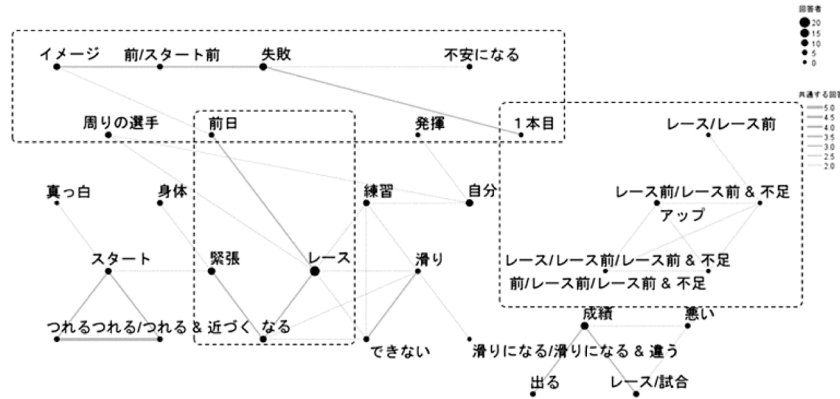 回答者
20
15
10
5
0
イメージ
前/スタート前
失敗
不安になる
共通する回答
5.0
4.5
4.0
3.5
3.0
2.5
2.0
周りの選手
前日
発揮
１本目
レース/レース前
真っ白
身体
練習
自分
レース前/レース前 & 不足
アップ
スタート
緊張
レース
滑り
レース/レース前/レース前 & 不足
前/レース前/レース前 & 不足
成績
悪い
つれるつれる/つれる & 近づく
なる
できない
滑りになる/滑りになる & 違う
出る
レース/試合